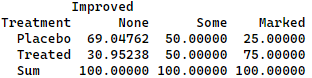 Improved
Treatment None Some Marked
Placebo 69.04762 50.00000 25.00000
Treated 30.95238 50.00000 75.00000
Sum 100.00000 100.00000 100.00000